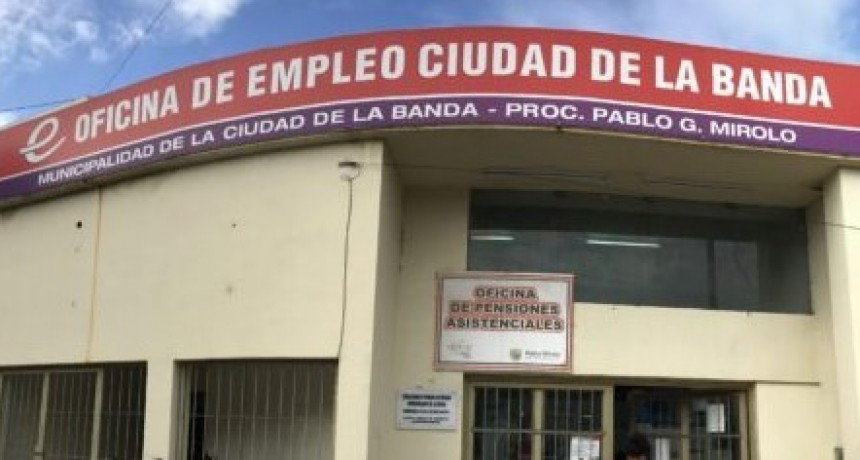 OFICINA DE EMPLEO CIUDAD DE LA BANDA
MUNICIPALIDAD DE LA CIUDAD DE LA BANDA - PROC. PABLO G. MIROLO
OFICINA
DE PENSIONES
ASISTENCIALES